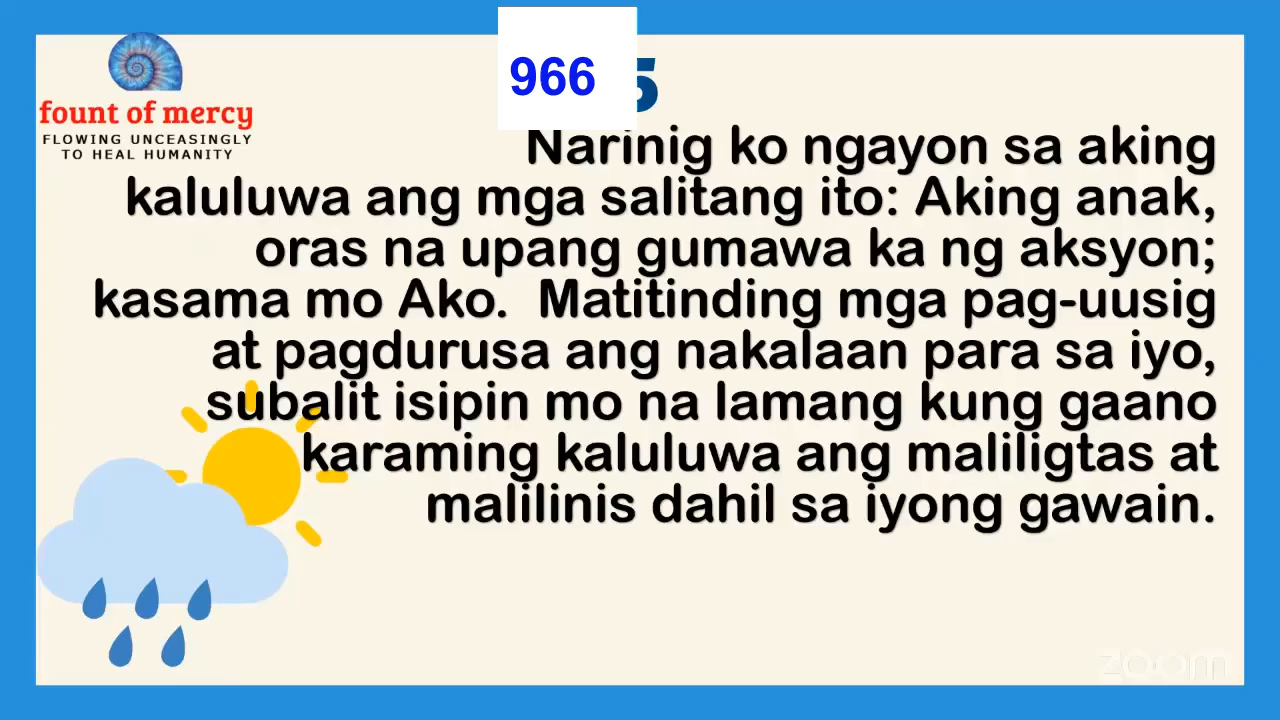 fount of mercy
FLOWING UNCEASINGLY
TO HEAL HUMANITY
966
Narinig ko ngayon sa aking
kaluluwa ang mga salitang ito: Aking anak,
oras na upang gumawa ka ng aksyon;
kasama mo Ako. Matitinding mga pag-uusig
at pagdurusa ang nakalaan para sa iyo,
subalit isipin mo na lamang kung gaano
karaming kaluluwa ang maliligtas at
malilinis dahil sa iyong gawain.
zoom